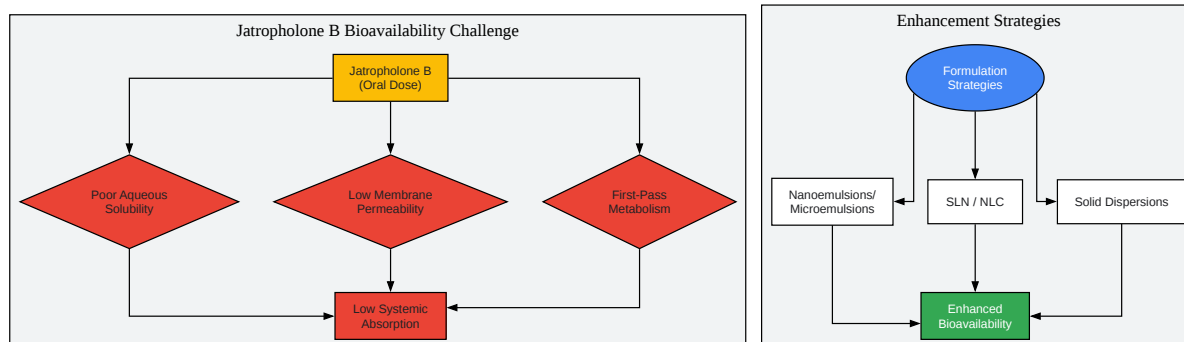 Jatropholone B Bioavailability Challenge
Jatropholone B
(Oral Dose)
Poor Aqueous
Solubility
Low Membrane
Permeability
First-Pass
Metabolism
Low Systemic
Absorption
Enhancement Strategies
Formulation
Strategies
Nanoemulsions/
Microemulsions
SLN / NLC
Solid Dispersions
Enhanced
Bioavailability